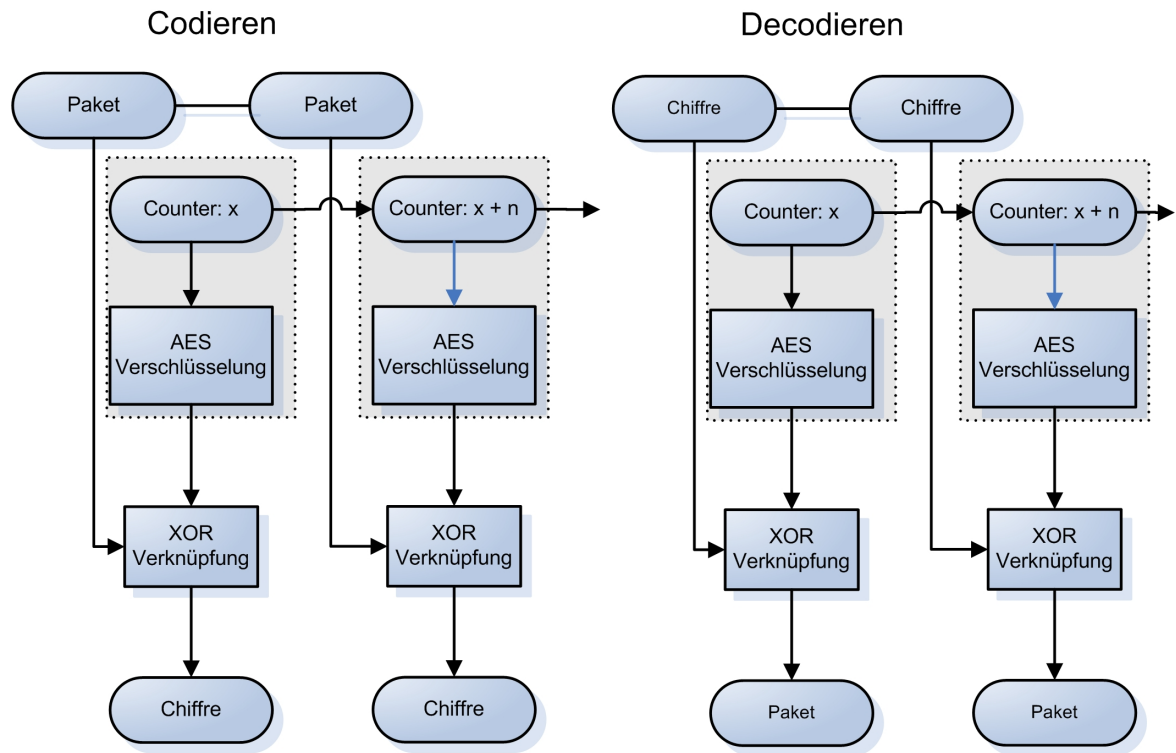 Codieren
Paket
Paket
Counter: x
Counter: x + n
AES
Verschlüsselung
AES
Verschlüsselung
XOR
Verknüpfung
XOR
Verknüpfung
Chiffre
Chiffre
Decodieren
Chiffre
Chiffre
Counter: x
Counter: x + n
AES
Verschlüsselung
AES
Verschlüsselung
XOR
Verknüpfung
XOR
Verknüpfung
Paket
Paket